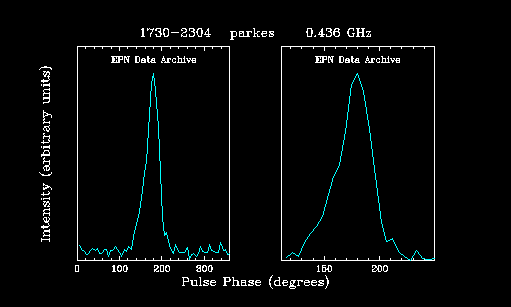 1730-2304 parkes 0.436 GHz
EPN Data Archive EPN Data Archive
Intensity (arbitrary units)
0 100 200 300 150 200
Pulse Phase (degrees)